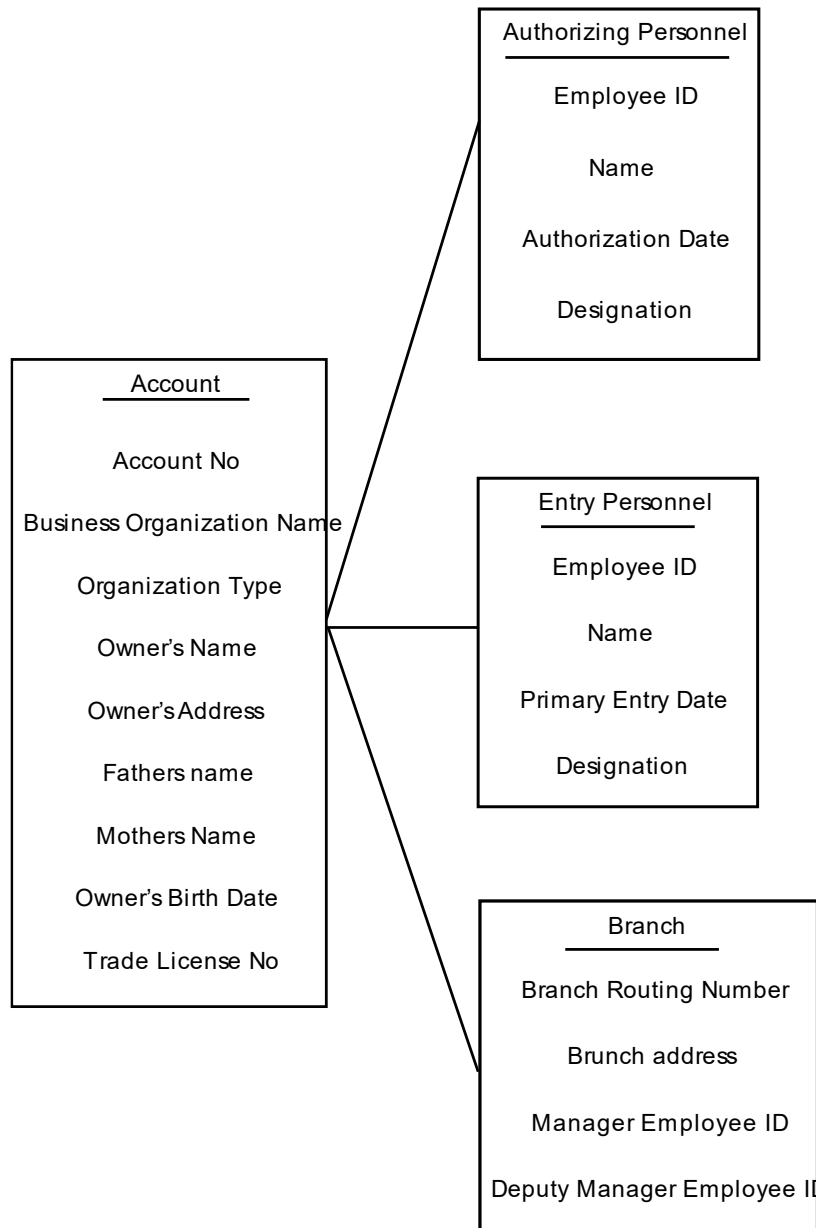 Authorizing Personnel
Employee ID
Name
Authorization Date
Designation
Account
Account No
Business Organization Name
Organization Type
Owner’s Name
Owner’s Address
Fathers name
Mothers Name
Owner’s Birth Date
Trade License No
Entry Personnel
Employee ID
Name
Primary Entry Date
Designation
Branch
Branch Routing Number
Brunch address
Manager Employee ID
Deputy Manager Employee ID